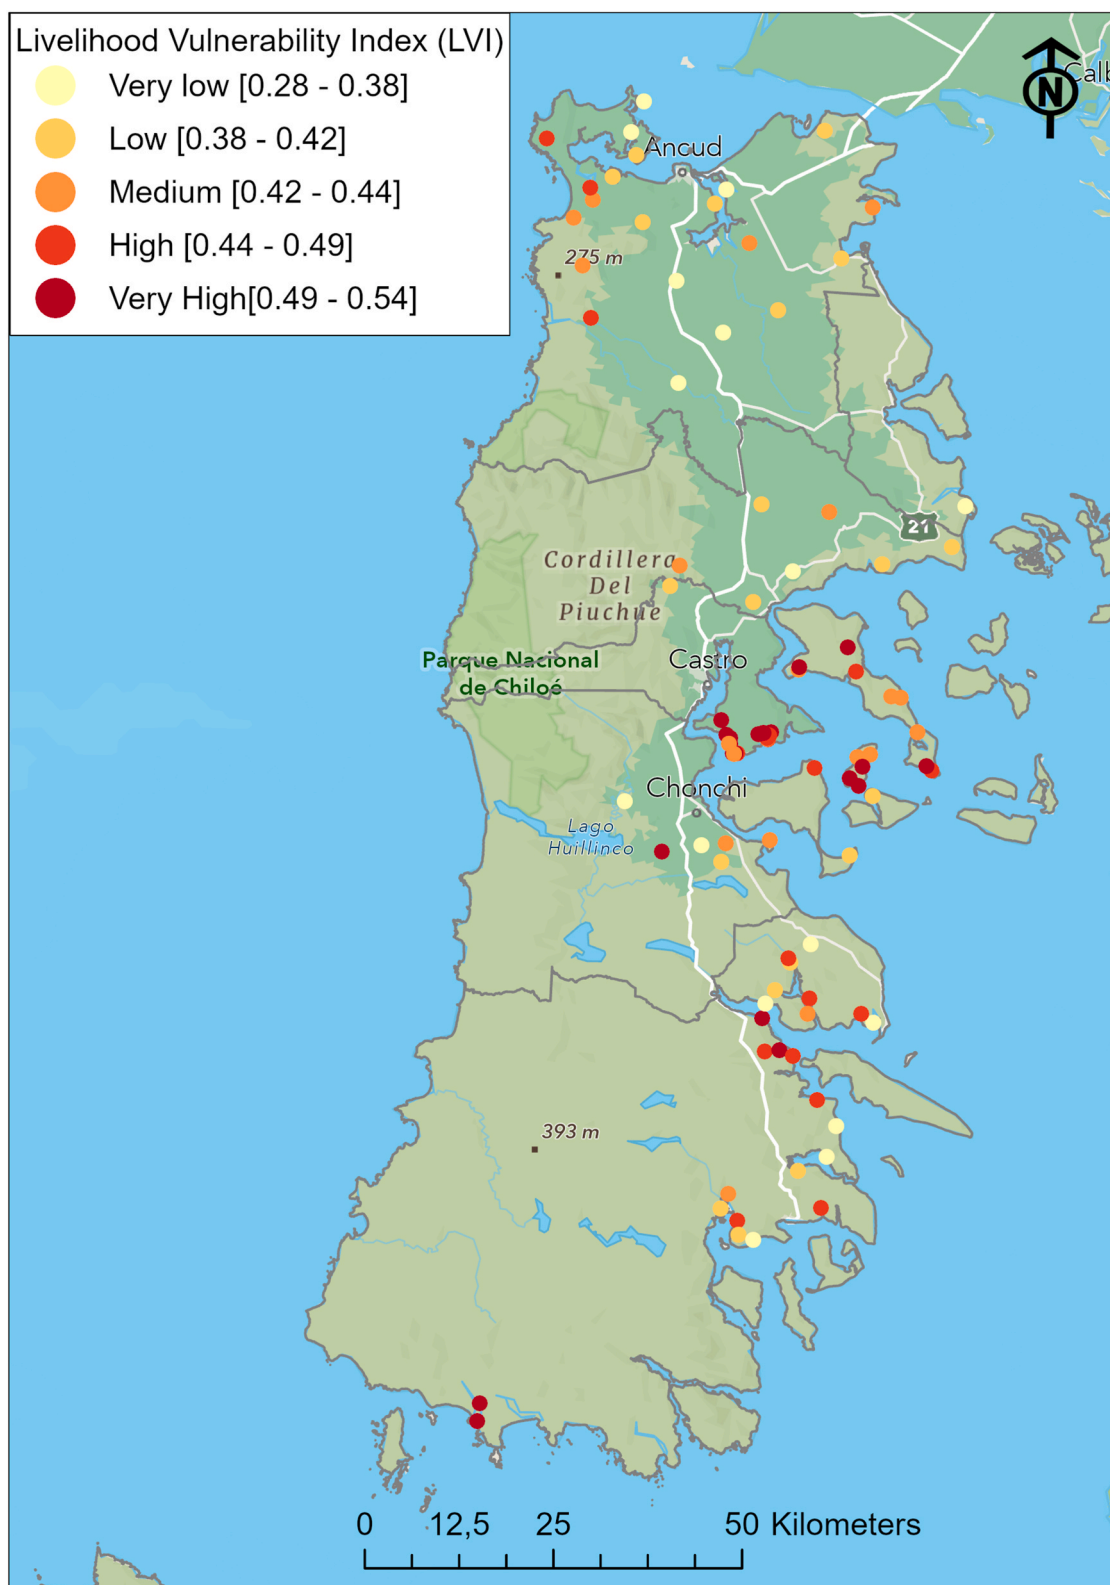 Livelihood Vulnerability Index (LVI)
Very low [0.28 - 0.38]
Low [0.38 - 0.42]
Medium [0.42 - 0.44]
High [0.44 - 0.49]
Very High[0.49 - 0.54]
N
Calb
Ancud
275 m
21
Cordillera
Del
Piuchue
Parque Nacional
de Chiloé
Castro
Chonchi
Lago
Huillinco
393 m
0 12,5 25 50 Kilometers